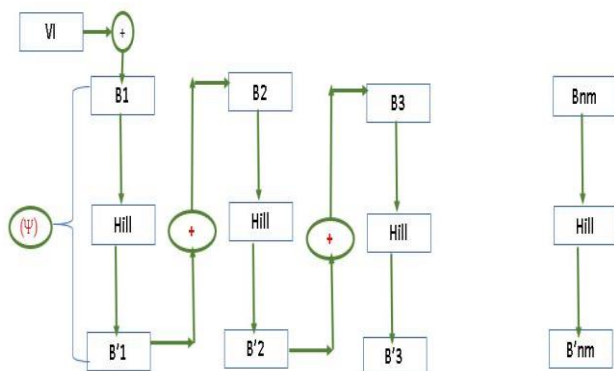 VI
+
B1
B2
B3
Bnm
(Ψ)
Hill
+
Hill
+
Hill
Hill
B'1
B'2
B'3
B'nm